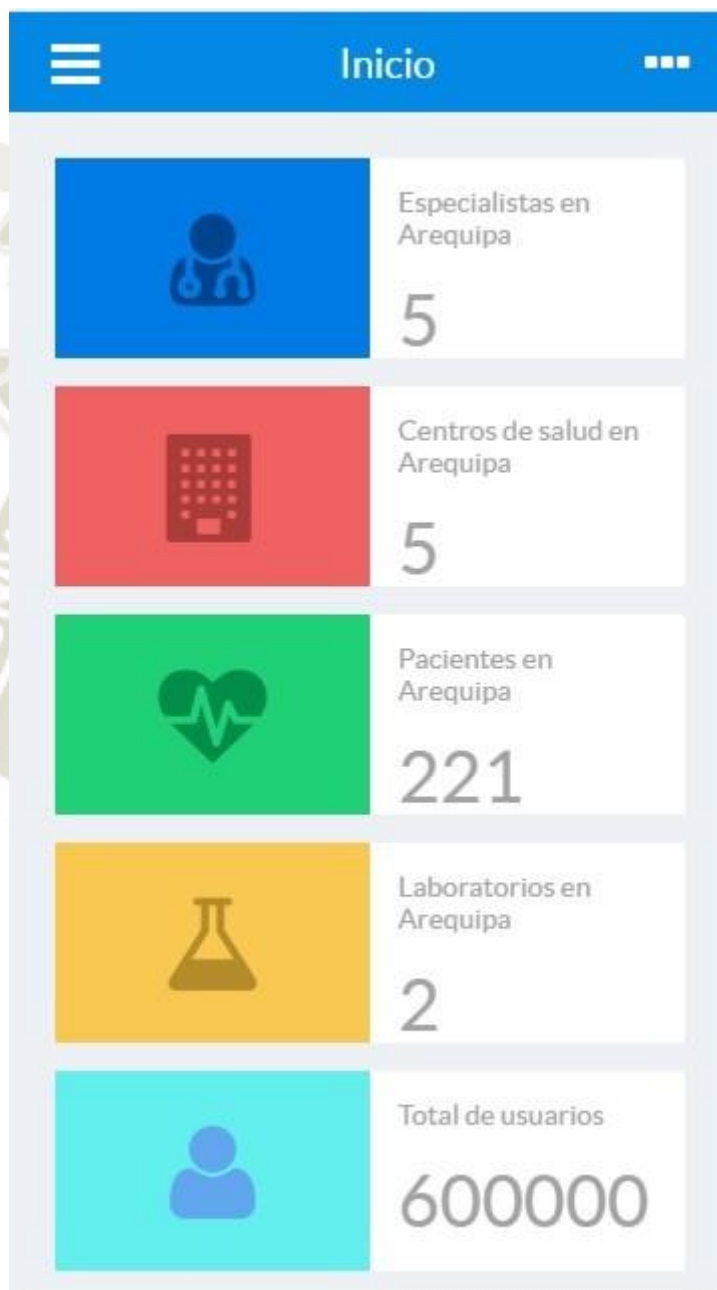 Inicio
Especialistas en
Arequipa
5
Centros de salud en
Arequipa
5
Pacientes en
Arequipa
221
Laboratorios en
Arequipa
2
Total de usuarios
600000